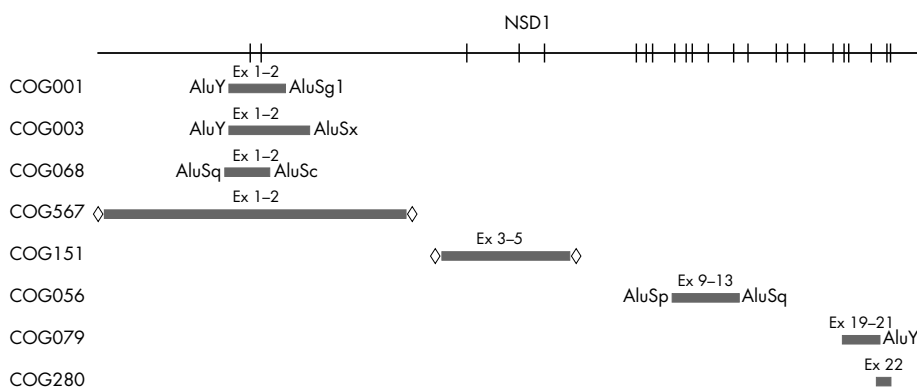 NSD1
Ex 1–2
COG001 AluY AluSg1
Ex 1–2
COG003 AluY AluSx
Ex 1–2
COG068 AluSq AluSc
Ex 1–2
COG567
Ex 3–5
COG151
Ex 9–13
COG056 AluSp AluSq
Ex 19–21
COG079 AluY
Ex 22
COG280